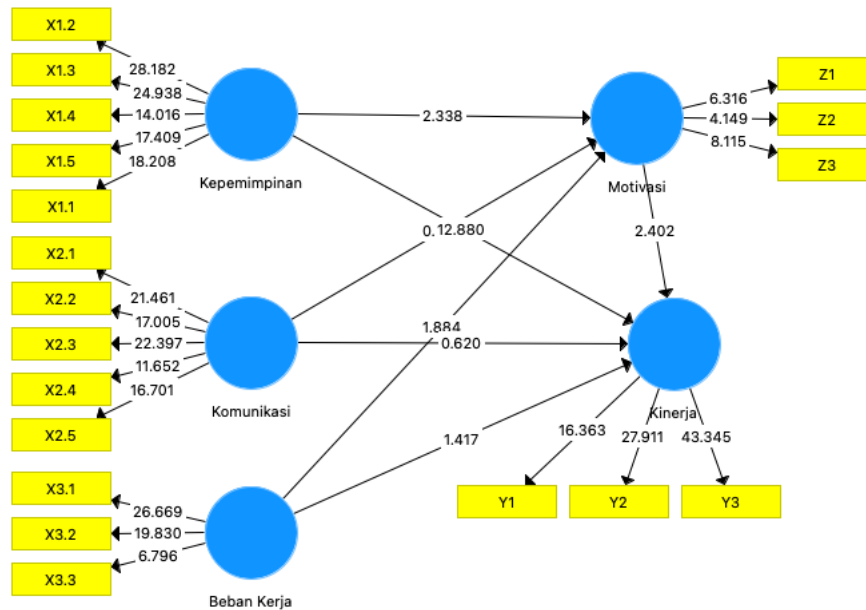 X1.2
X1.3
X1.4
X1.5
X1.1
28.182
24.938
14.016
17.409
18.208
Kepemimpinan
2.338
Motivasi
6.316
4.149
8.115
Z1
Z2
Z3
X2.1
X2.2
X2.3
X2.4
X2.5
21.461
17.005
22.397
11.652
16.701
Komunikasi
0.12.880
2.402
1.884
0.620
Kinerja
1.417
16.363
27.911
43.345
Y1
Y2
Y3
X3.1
X3.2
X3.3
26.669
19.830
6.796
Beban Kerja